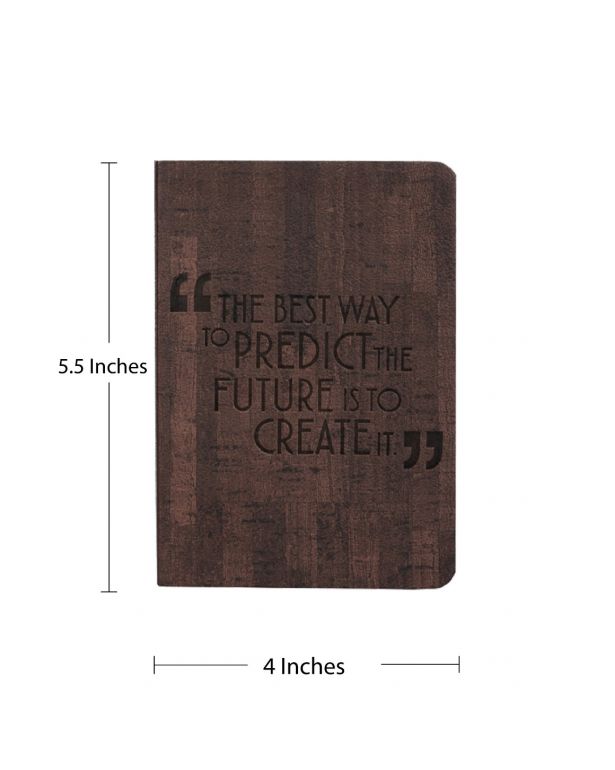 5.5 Inches
“THE BEST WAY
TO PREDICT THE
FUTURE IS TO
CREATE IT.”
4 Inches